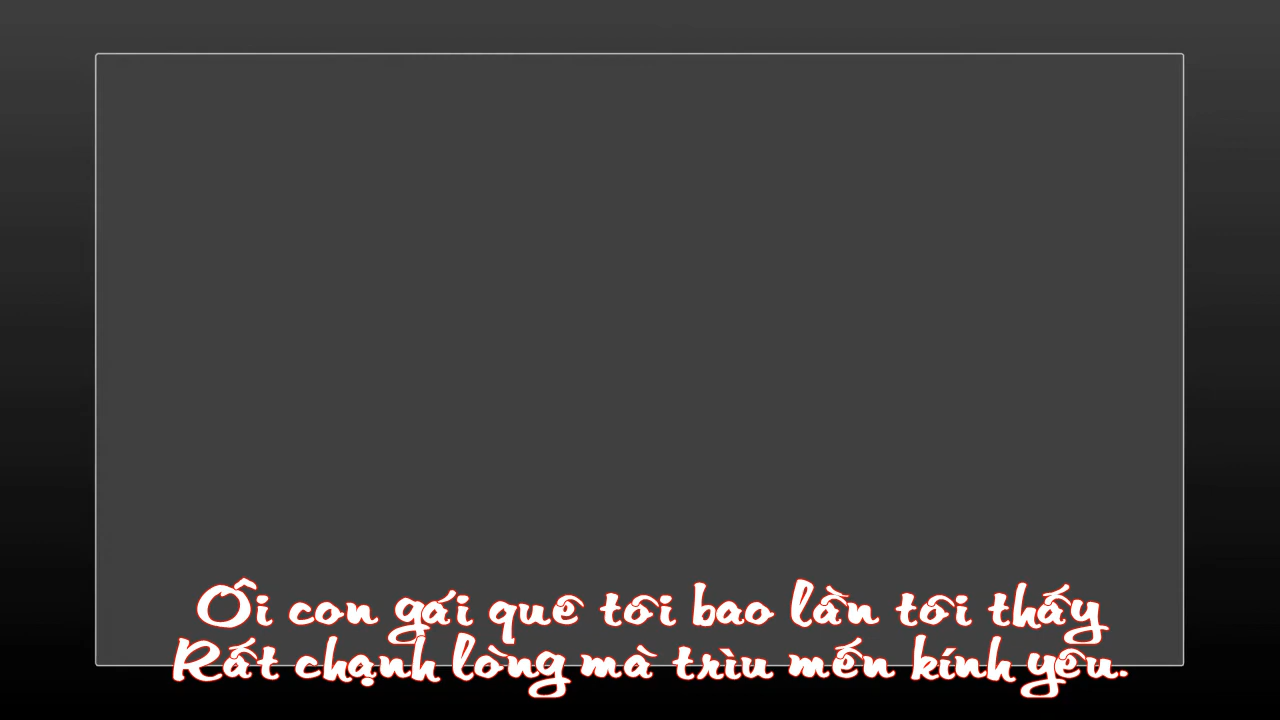 Ôi con gái quê tôi bao lần tôi thấy
Rất chạnh lòng mà trìu mến kính yêu.